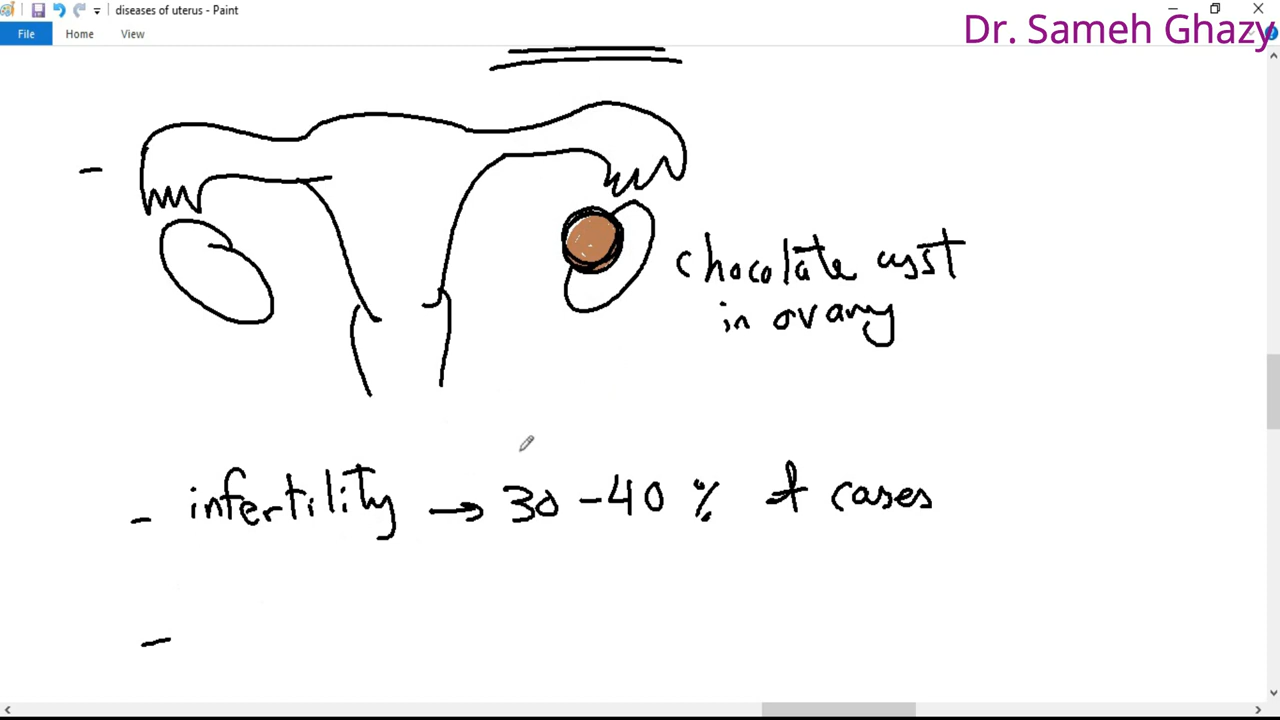 diseases of uterus - Paint
File Home View
Dr. Sameh Ghazy
chocolate cyst
in ovary
- infertility → 30-40 % of cases
-